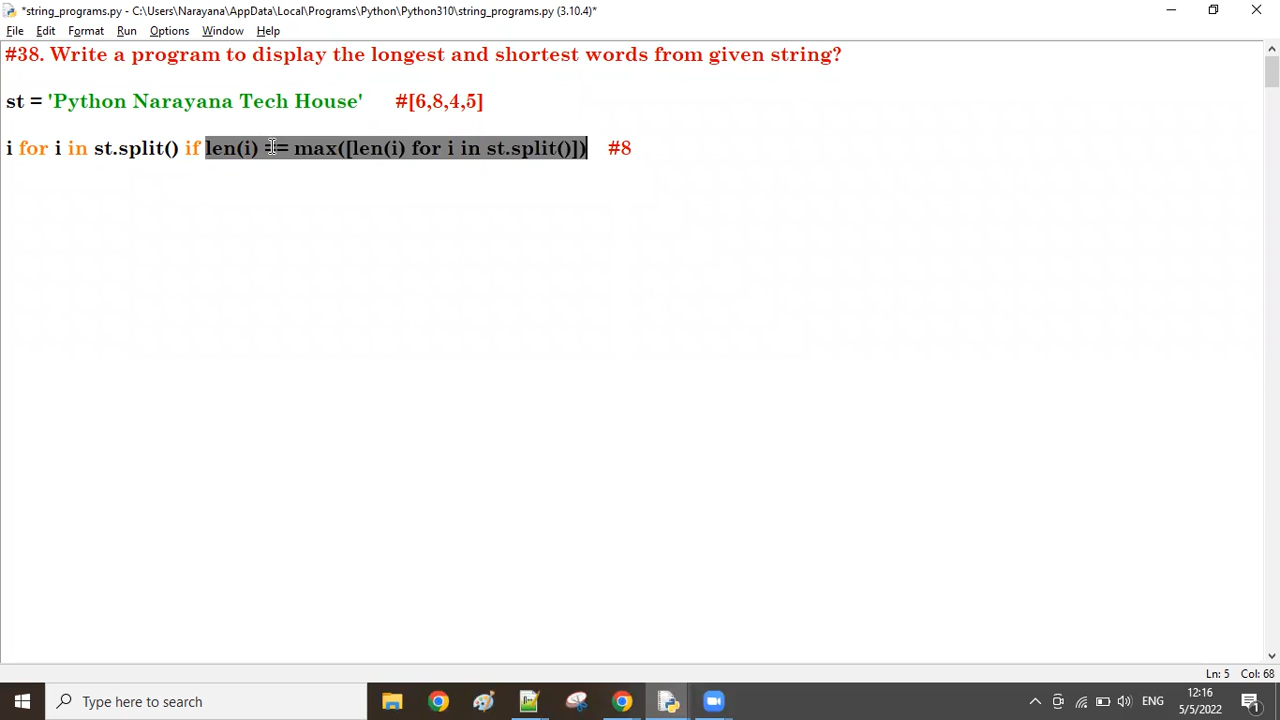 *string_programs.py - C:\Users\Narayana\AppData\Local\Programs\Python\Python310\string_programs.py (3.10.4)*
File Edit Format Run Options Window Help
#38. Write a program to display the longest and shortest words from given string?
st = 'Python Narayana Tech House' #[6,8,4,5]
i for i in st.split() if len(i) == max([len(i) for i in st.split()]) #8
Ln: 5 Col: 68
Type here to search
ENG
12:16
5/5/2022
1